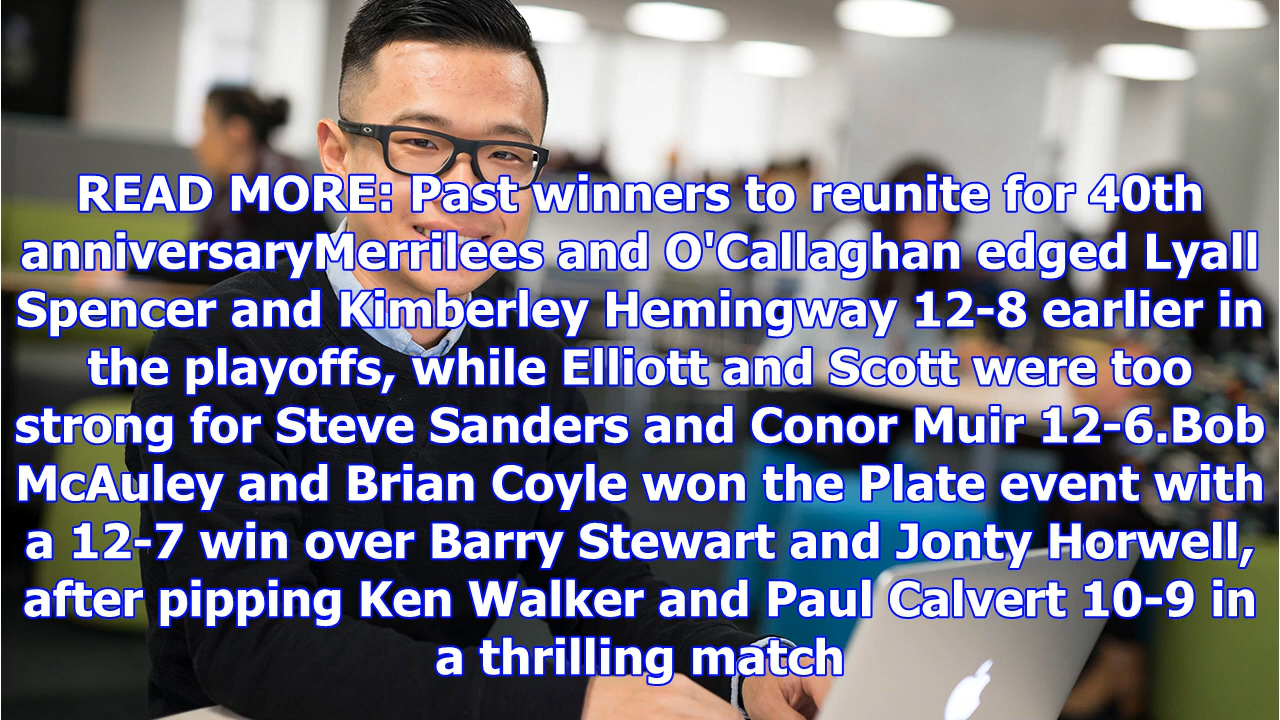 READ MORE: Past winners to reunite for 40th
anniversaryMerrilees and O'Callaghan edged Lyall
Spencer and Kimberley Hemingway 12-8 earlier in
the playoffs, while Elliott and Scott were too
strong for Steve Sanders and Conor Muir 12-6.Bob
McAuley and Brian Coyle won the Plate event with
a 12-7 win over Barry Stewart and Jonty Horwell,
after pipping Ken Walker and Paul Calvert 10-9 in
a thrilling match